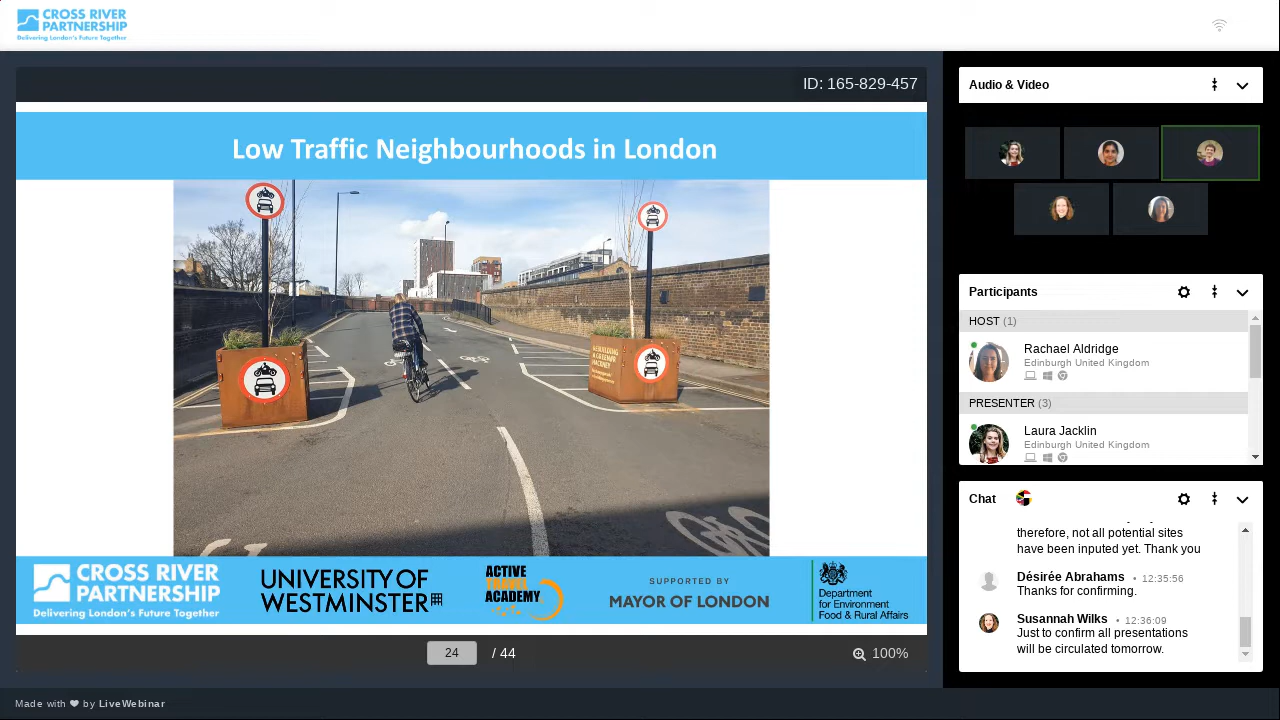 CROSS RIVER
PARTNERSHIP
Delivering London's Future Together
ID: 165-829-457
Low Traffic Neighbourhoods in London
REBUILDING
A GREENER
HACKNEY
CROSS RIVER
PARTNERSHIP
Delivering London's Future Together
UNIVERSITY OF
WESTMINSTER
ACTIVE
TRAVEL
ACADEMY
SUPPORTED BY
MAYOR OF LONDON
Department
for Environment
Food & Rural Affairs
24 / 44
100%
Audio & Video
Participants
HOST (1)
Rachael Aldridge
Edinburgh United Kingdom
PRESENTER (3)
Laura Jacklin
Edinburgh United Kingdom
Chat
therefore, not all potential sites
have been inputed yet. Thank you
Désirée Abrahams • 12:35:56
Thanks for confirming.
Susannah Wilks • 12:36:09
Just to confirm all presentations
will be circulated tomorrow.
Made with ♥ by LiveWebinar